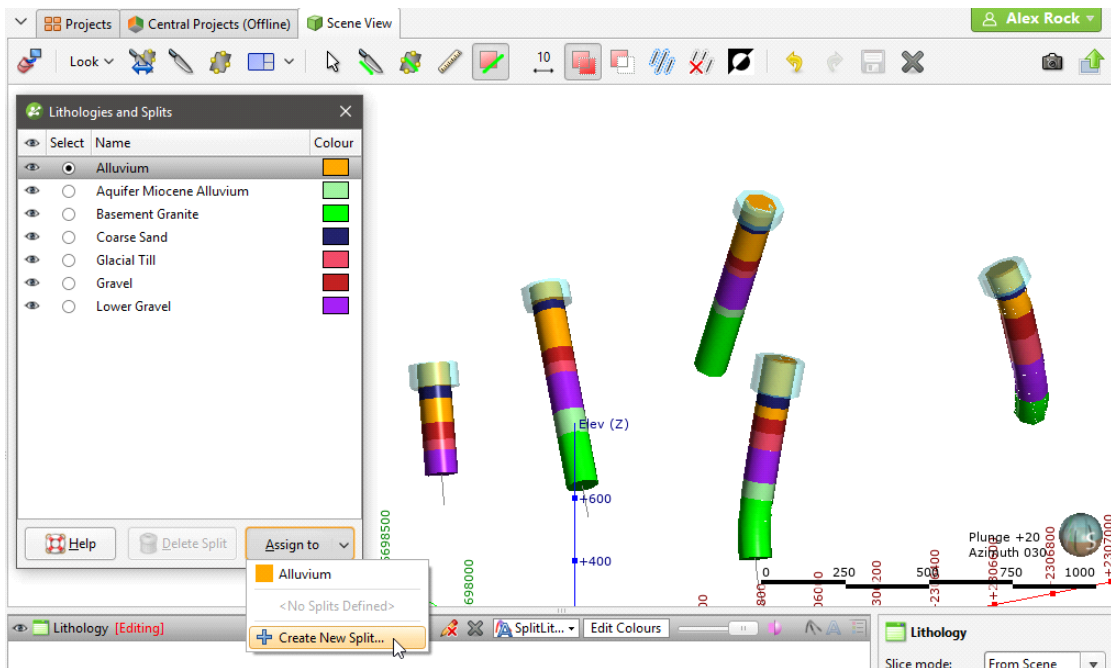 Projects
Central Projects (Offline)
Scene View
Alex Rock
Look
10
Lithologies and Splits
Select Name Colour
Alluvium
Aquifer Miocene Alluvium
Basement Granite
Coarse Sand
Glacial Till
Gravel
Lower Gravel
Help
Delete Split
Assign to
Alluvium
<No Splits Defined>
Create New Split...
Elev (Z)
+600
+400
5698500
698000
Plunge +20
Azimuth 030
0 250 500 750 1000
Lithology [Editing]
SplitLit...
Edit Colours
Lithology
Slice mode: From Scene